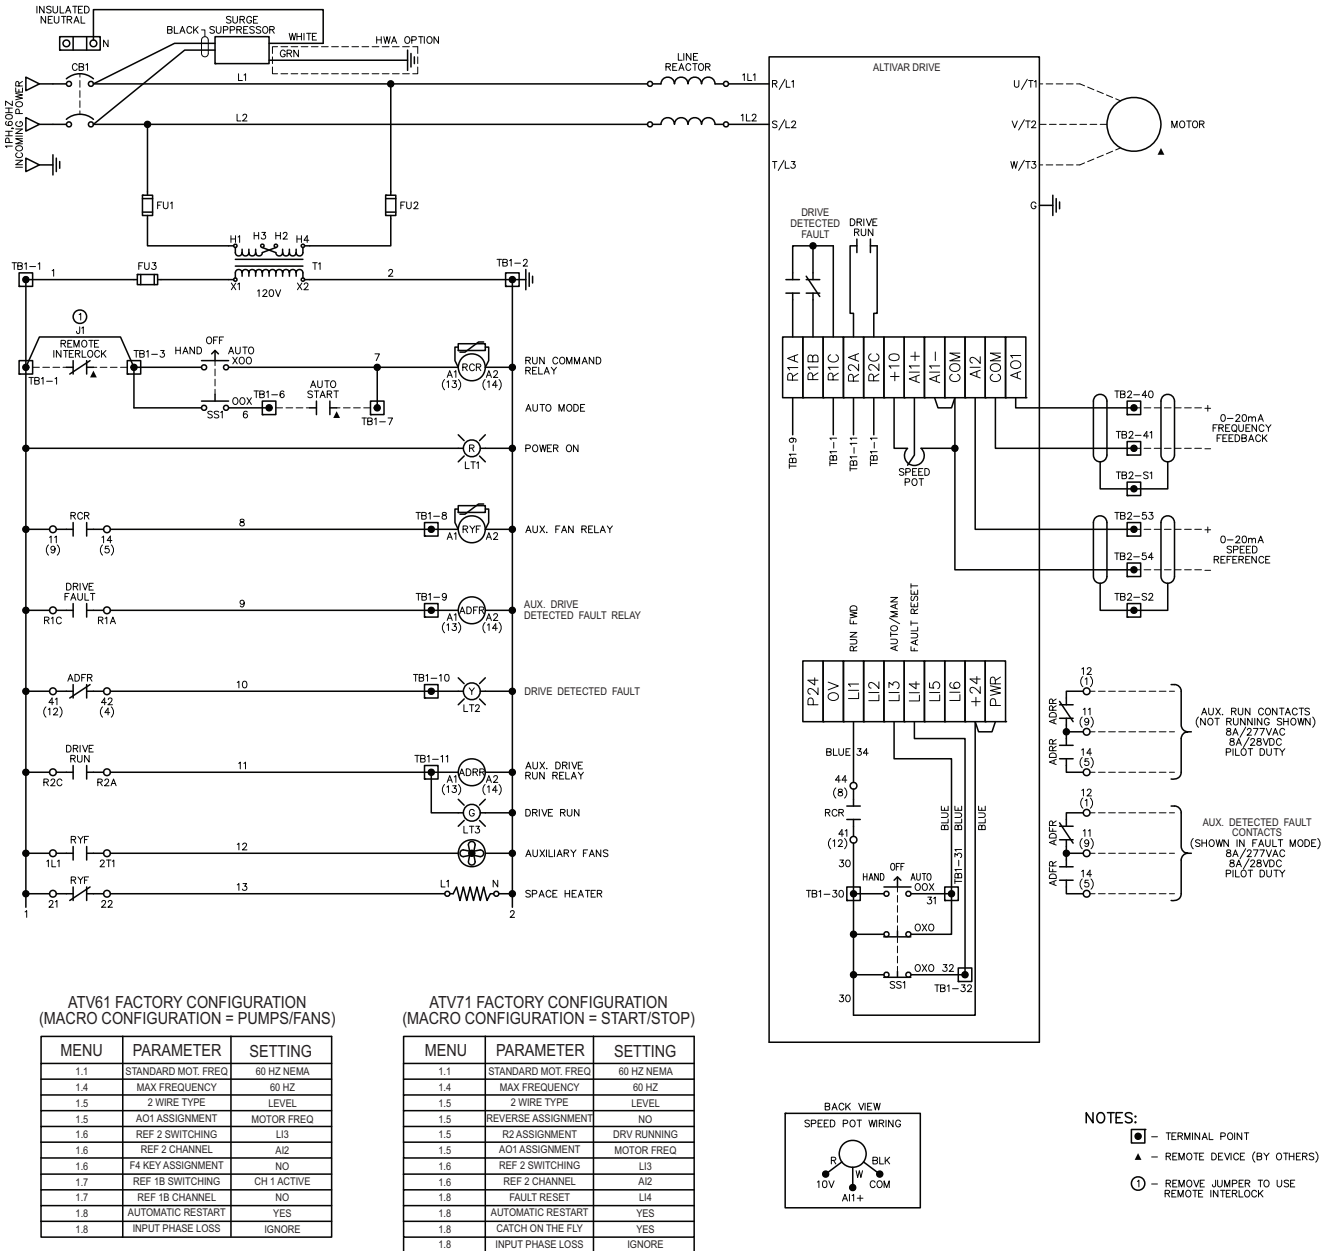 INSULATED
NEUTRAL
N
BLACK
SURGE
SUPPRESSOR
WHITE
GRN
HWA OPTION
CB1
L1
L2
1PH,60HZ
INCOMING POWER
LINE
REACTOR
1L1
1L2
ALTIVAR DRIVE
R/L1
S/L2
T/L3
U/T1
V/T2
W/T3
G
MOTOR
▲
FU1
FU2
H1 H3 H2 H4
T1
X1 X2
120V
TB1-1
1
FU3
2
TB1-2
1
J1
REMOTE
INTERLOCK
TB1-1
▲
TB1-3
HAND OFF AUTO
XOO
7
RCR
A1
(13)
A2
(14)
RUN COMMAND
RELAY
OOX
SS1
6
TB1-6
AUTO
START
▲
TB1-7
AUTO MODE
R
LT1
POWER ON
RCR
11
(9)
14
(5)
8
TB1-8
RYF
A1 A2
AUX. FAN RELAY
DRIVE
FAULT
R1C R1A
9
TB1-9
ADFR
A1
(13)
A2
(14)
AUX. DRIVE
DETECTED FAULT RELAY
ADFR
41
(12)
42
(4)
10
TB1-10
Y
LT2
DRIVE DETECTED FAULT
DRIVE
RUN
R2C R2A
11
TB1-11
ADRR
A1
(13)
A2
(14)
AUX. DRIVE
RUN RELAY
G
LT3
DRIVE RUN
RYF
1L1 2T1
12
AUXILIARY FANS
RYF
21 22
13
L1 N
SPACE HEATER
1
2
DRIVE
DETECTED
FAULT
DRIVE
RUN
R1A R1B R1C R2A R2C +10 AI1+ AI1- COM AI2 COM AO1
TB1-9
TB1-1
TB1-11
TB1-1
SPEED
POT
TB2-40
+
0-20mA
FREQUENCY
FEEDBACK
TB2-41
-
TB2-S1
TB2-53
+
0-20mA
SPEED
REFERENCE
TB2-54
-
TB2-S2
RUN FWD
AUTO/MAN
FAULT RESET
P24 0V LI1 LI2 LI3 LI4 LI5 LI6 +24 PWR
BLUE 34
44
(8)
RCR
41
(12)
30
BLUE
BLUE
BLUE
TB1-31
HAND OFF AUTO
TB1-30
OOX
31
OXO
OXO 32
SS1
TB1-32
30
12
(1)
ADRR
11
(9)
ADRR
14
(5)
AUX. RUN CONTACTS
(NOT RUNNING SHOWN)
8A/277VAC
8A/28VDC
PILOT DUTY
12
(1)
ADFR
11
(9)
ADFR
14
(5)
AUX. DETECTED FAULT
CONTACTS
(SHOWN IN FAULT MODE)
8A/277VAC
8A/28VDC
PILOT DUTY
ATV61 FACTORY CONFIGURATION
(MACRO CONFIGURATION = PUMPS/FANS)
MENU PARAMETER SETTING
1.1 STANDARD MOT. FREQ 60 HZ NEMA
1.4 MAX FREQUENCY 60 HZ
1.5 2 WIRE TYPE LEVEL
1.5 AO1 ASSIGNMENT MOTOR FREQ
1.6 REF 2 SWITCHING LI3
1.6 REF 2 CHANNEL AI2
1.6 F4 KEY ASSIGNMENT NO
1.7 REF 1B SWITCHING CH 1 ACTIVE
1.7 REF 1B CHANNEL NO
1.8 AUTOMATIC RESTART YES
1.8 INPUT PHASE LOSS IGNORE
ATV71 FACTORY CONFIGURATION
(MACRO CONFIGURATION = START/STOP)
MENU PARAMETER SETTING
1.1 STANDARD MOT. FREQ 60 HZ NEMA
1.4 MAX FREQUENCY 60 HZ
1.5 2 WIRE TYPE LEVEL
1.5 REVERSE ASSIGNMENT NO
1.5 R2 ASSIGNMENT DRV RUNNING
1.5 AO1 ASSIGNMENT MOTOR FREQ
1.6 REF 2 SWITCHING LI3
1.6 REF 2 CHANNEL AI2
1.8 FAULT RESET LI4
1.8 AUTOMATIC RESTART YES
1.8 CATCH ON THE FLY YES
1.8 INPUT PHASE LOSS IGNORE
BACK VIEW
SPEED POT WIRING
R
W
BLK
10V
AI1+
COM
NOTES:
– TERMINAL POINT
▲ – REMOTE DEVICE (BY OTHERS)
1 – REMOVE JUMPER TO USE
REMOTE INTERLOCK